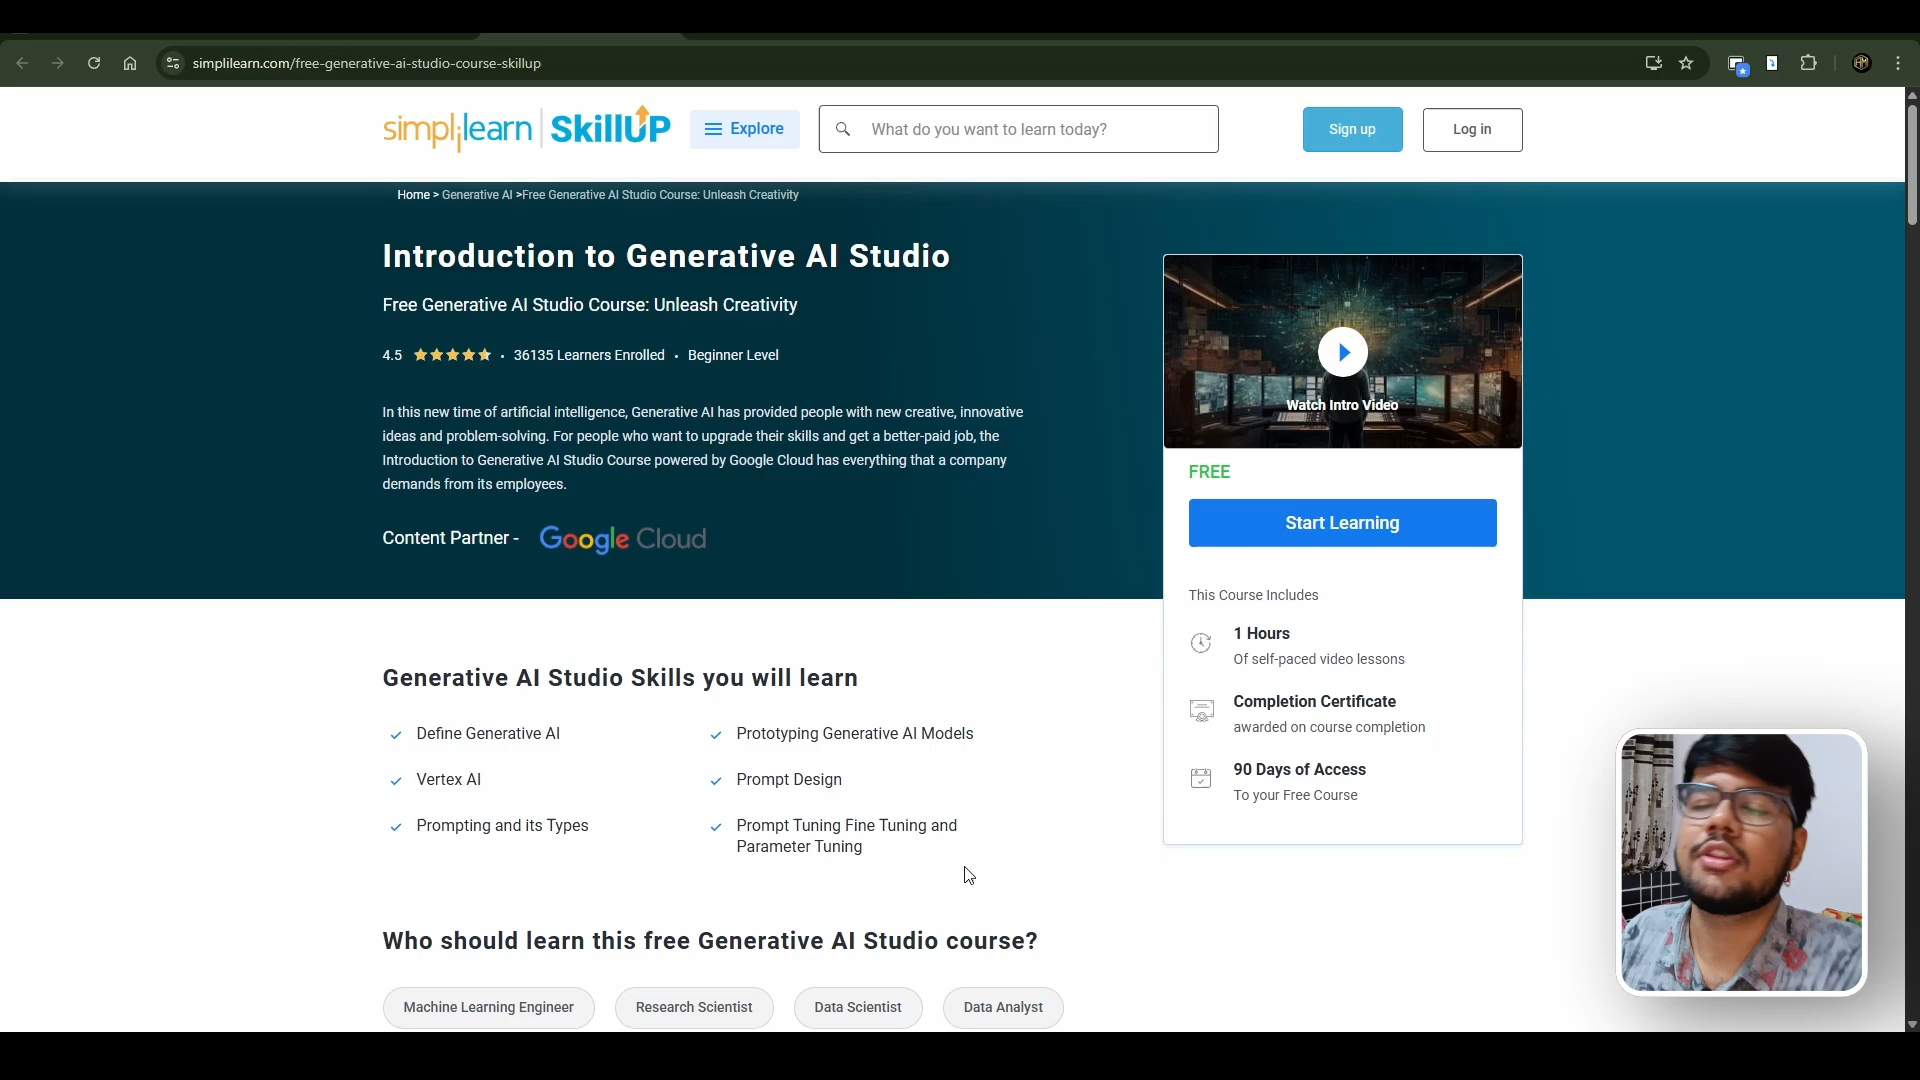 simplilearn.com/free-generative-ai-studio-course-skillup
simplilearn | SkillUP
Explore
What do you want to learn today?
Sign up
Log in
Home > Generative AI >Free Generative AI Studio Course: Unleash Creativity
Introduction to Generative AI Studio
Free Generative AI Studio Course: Unleash Creativity
4.5 • 36135 Learners Enrolled • Beginner Level
In this new time of artificial intelligence, Generative AI has provided people with new creative, innovative
ideas and problem-solving. For people who want to upgrade their skills and get a better-paid job, the
Introduction to Generative AI Studio Course powered by Google Cloud has everything that a company
demands from its employees.
Content Partner - Google Cloud
Watch Intro Video
FREE
Start Learning
This Course Includes
1 Hours
Of self-paced video lessons
Completion Certificate
awarded on course completion
90 Days of Access
To your Free Course
Generative AI Studio Skills you will learn
Define Generative AI
Prototyping Generative AI Models
Vertex AI
Prompt Design
Prompting and its Types
Prompt Tuning Fine Tuning and
Parameter Tuning
Who should learn this free Generative AI Studio course?
Machine Learning Engineer
Research Scientist
Data Scientist
Data Analyst